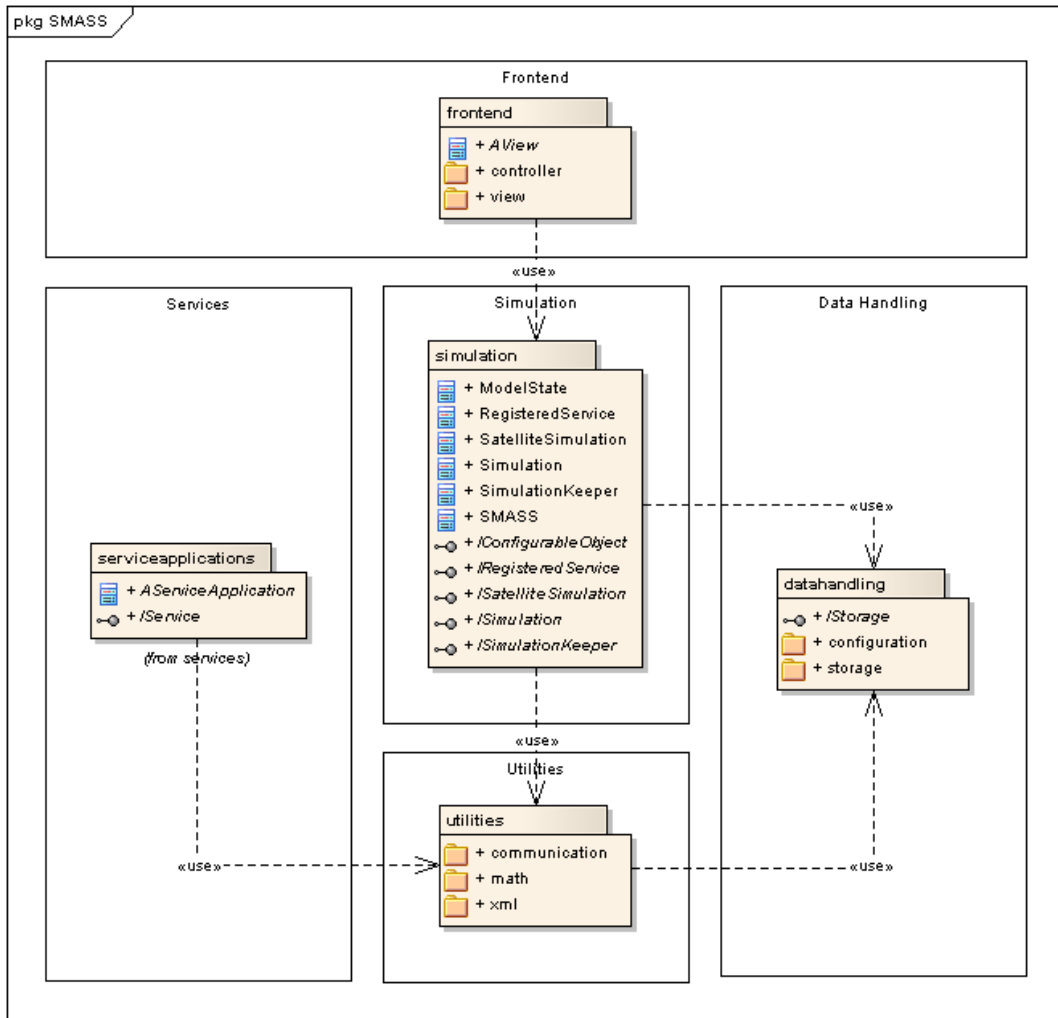 pkg SMASS
Frontend
frontend
+ AView
+ controller
+ view
«use»
Services
Simulation
Data Handling
simulation
+ ModelState
+ RegisteredService
+ SatelliteSimulation
+ Simulation
+ SimulationKeeper
+ SMASS
+ IConfigurableObject
+ IRegisteredService
+ ISatelliteSimulation
+ ISimulation
+ ISimulationKeeper
«use»
serviceapplications
+ AServiceApplication
+ IService
(from services)
datahandling
+ IStorage
+ configuration
+ storage
«use»
Utilities
utilities
+ communication
+ math
+ xml
«use»
«use»